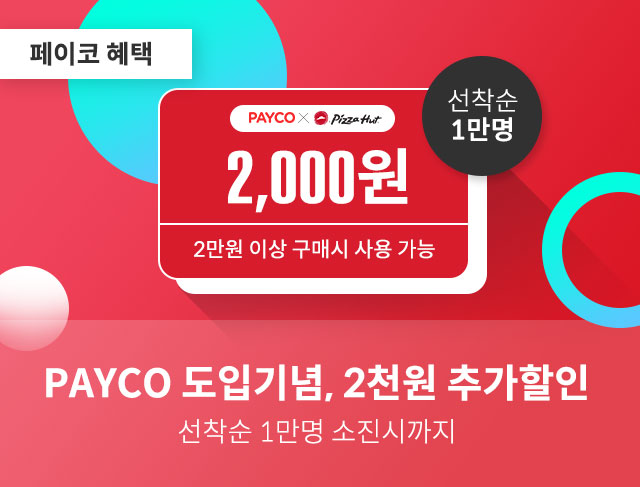 페이코 혜택
선착순
1만명
PAYCO × Pizza Hut
2,000원
2만원 이상 구매시 사용 가능
PAYCO 도입기념, 2천원 추가할인
선착순 1만명 소진시까지